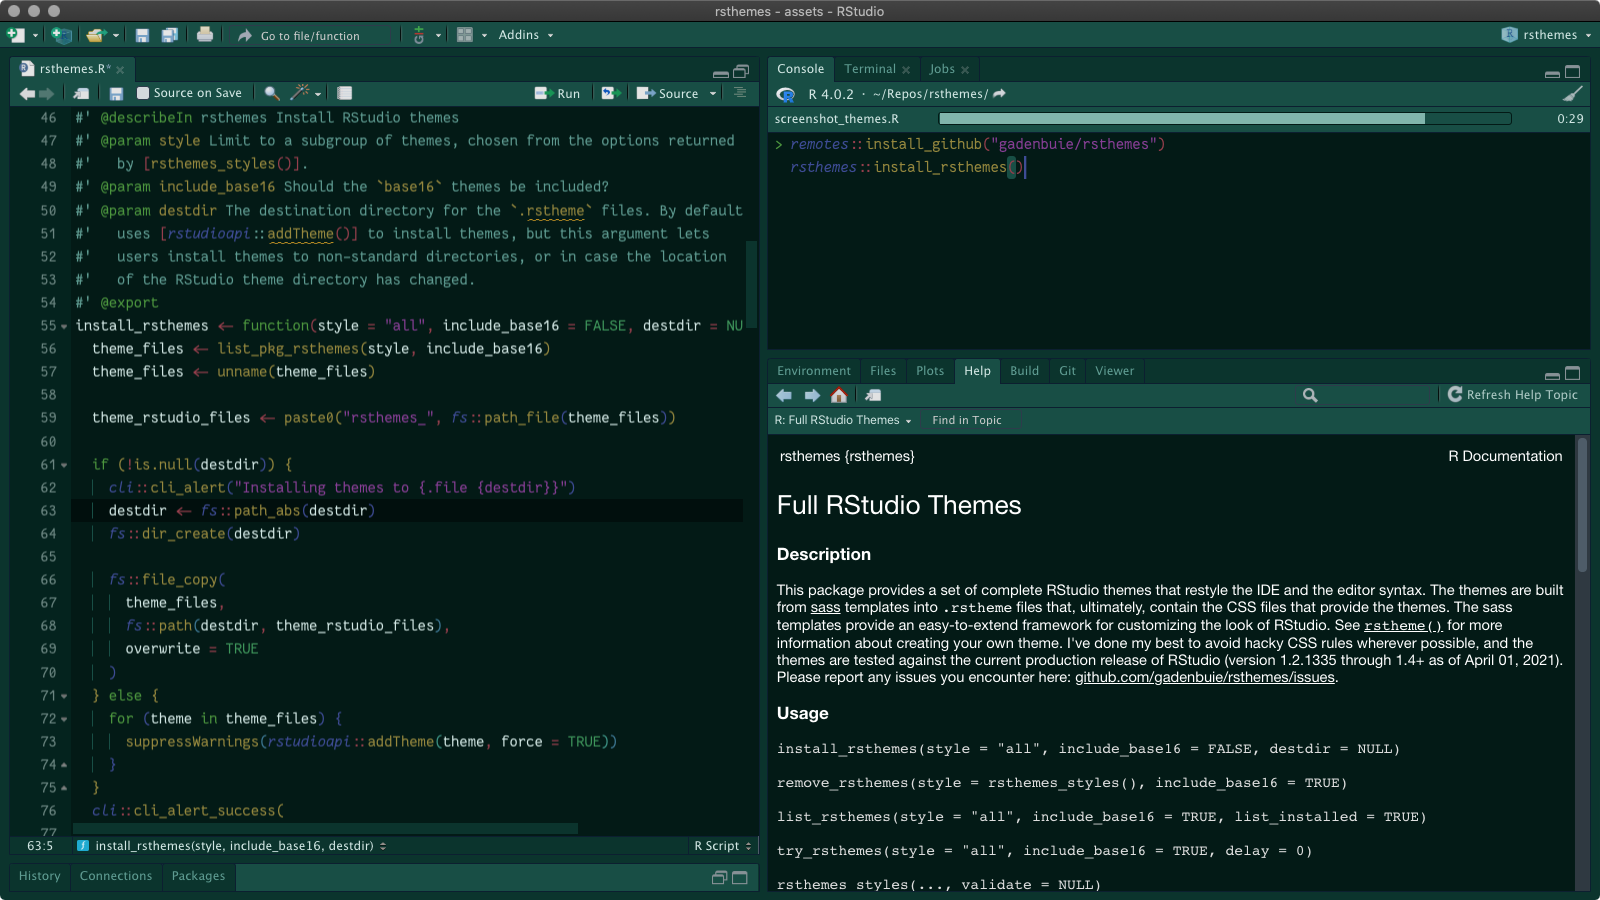 rsthemes - assets - RStudio
Go to file/function
Addins
rsthemes
rsthemes.R*
Source on Save
Run
Source
46 #' @describeIn rsthemes Install RStudio themes
47 #' @param style Limit to a subgroup of themes, chosen from the options returned
48 #'   by [rsthemes_styles()].
49 #' @param include_base16 Should the `base16` themes be included?
50 #' @param destdir The destination directory for the `.rstheme` files. By default
51 #'   uses [rstudioapi::addTheme()] to install themes, but this argument lets
52 #'   users install themes to non-standard directories, or in case the location
53 #'   of the RStudio theme directory has changed.
54 #' @export
55 install_rsthemes <- function(style = "all", include_base16 = FALSE, destdir = NU
56   theme_files <- list_pkg_rsthemes(style, include_base16)
57   theme_files <- unname(theme_files)
58
59   theme_rstudio_files <- paste0("rsthemes_", fs::path_file(theme_files))
60
61   if (!is.null(destdir)) {
62     cli::cli_alert("Installing themes to {.file {destdir}}")
63     destdir <- fs::path_abs(destdir)
64     fs::dir_create(destdir)
65
66     fs::file_copy(
67       theme_files,
68       fs::path(destdir, theme_rstudio_files),
69       overwrite = TRUE
70     )
71   } else {
72     for (theme in theme_files) {
73       suppressWarnings(rstudioapi::addTheme(theme, force = TRUE))
74     }
75   }
76   cli::cli_alert_success(
77
63:5 install_rsthemes(style, include_base16, destdir)
R Script
History Connections Packages
Console Terminal Jobs
R 4.0.2 · ~/Repos/rsthemes/
screenshot_themes.R 0:29
> remotes::install_github("gadenbuie/rsthemes")
rsthemes::install_rsthemes()
Environment Files Plots Help Build Git Viewer
Refresh Help Topic
R: Full RStudio Themes Find in Topic
rsthemes {rsthemes} R Documentation
Full RStudio Themes
Description
This package provides a set of complete RStudio themes that restyle the IDE and the editor syntax. The themes are built
from sass templates into .rstheme files that, ultimately, contain the CSS files that provide the themes. The sass
templates provide an easy-to-extend framework for customizing the look of RStudio. See rstheme() for more
information about creating your own theme. I've done my best to avoid hacky CSS rules wherever possible, and the
themes are tested against the current production release of RStudio (version 1.2.1335 through 1.4+ as of April 01, 2021).
Please report any issues you encounter here: github.com/gadenbuie/rsthemes/issues.
Usage
install_rsthemes(style = "all", include_base16 = FALSE, destdir = NULL)
remove_rsthemes(style = rsthemes_styles(), include_base16 = TRUE)
list_rsthemes(style = "all", include_base16 = TRUE, list_installed = TRUE)
try_rsthemes(style = "all", include_base16 = TRUE, delay = 0)
rsthemes_styles(..., validate = NULL)